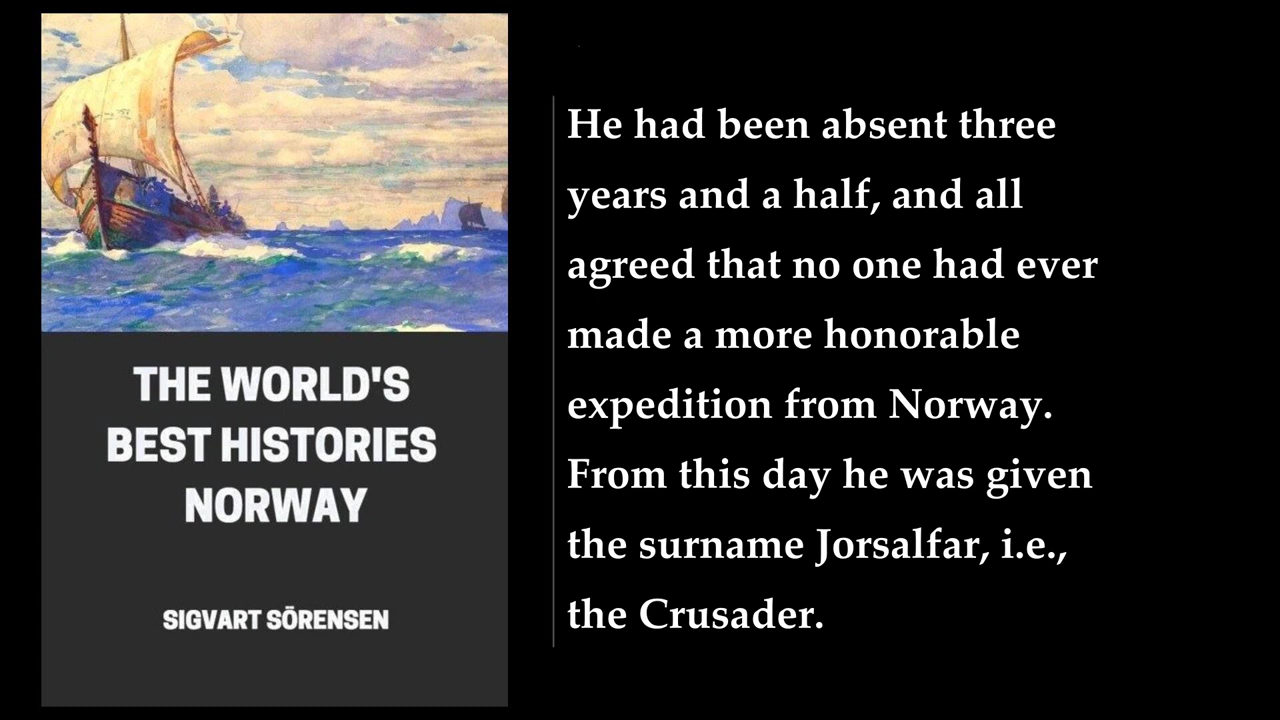 THE WORLD'S
BEST HISTORIES
NORWAY
SIGVART SÖRENSEN
He had been absent three
years and a half, and all
agreed that no one had ever
made a more honorable
expedition from Norway.
From this day he was given
the surname Jorsalfar, i.e.,
the Crusader.